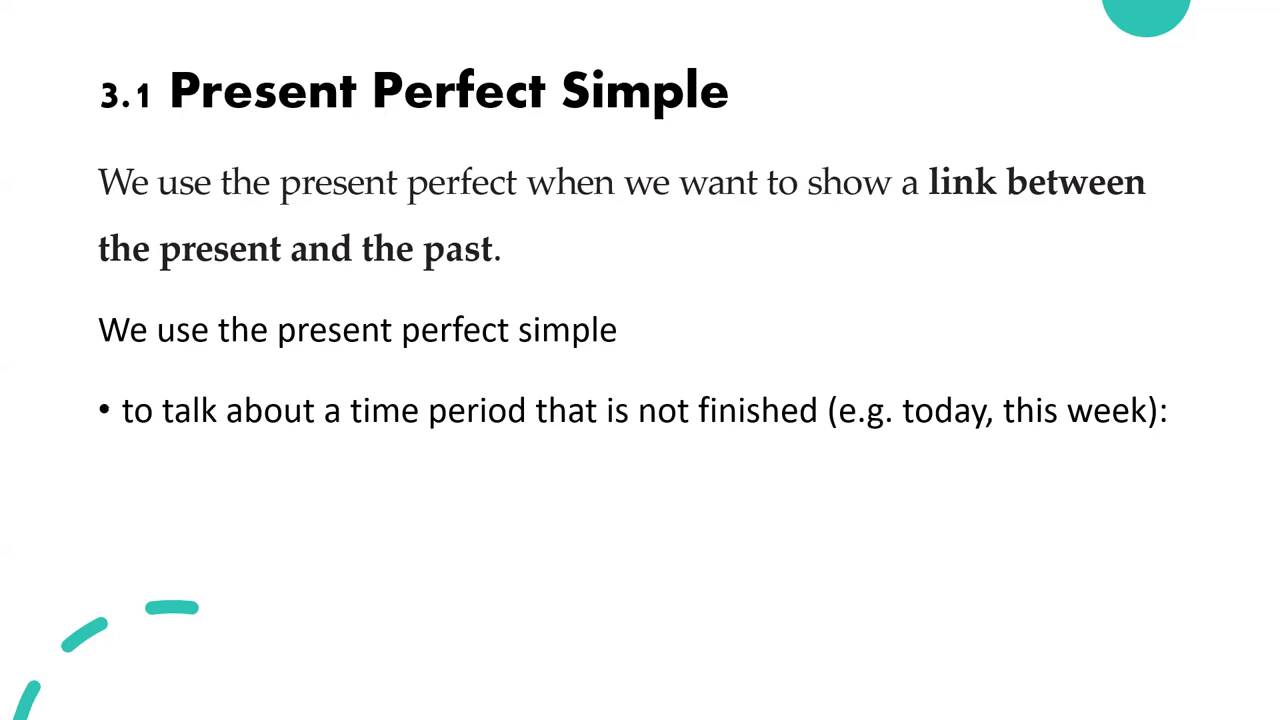 3.1 Present Perfect Simple
We use the present perfect when we want to show a link between
the present and the past.
We use the present perfect simple
• to talk about a time period that is not finished (e.g. today, this week):